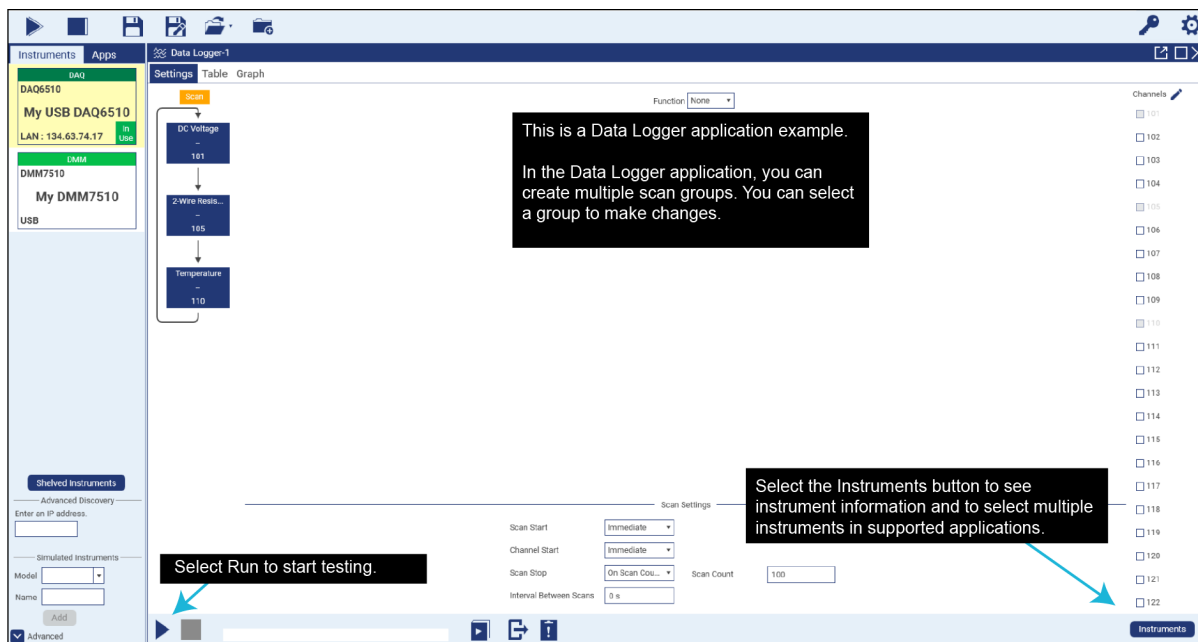 Instruments Apps
Data Logger-1
DAQ
DAQ6510
My USB DAQ6510
LAN : 134.63.74.17
In
Use
DMM
DMM7510
My DMM7510
USB
Shelved Instruments
Advanced Discovery
Enter an IP address.
Simulated Instruments
Model
Name
Add
Advanced
Settings Table Graph
Scan
DC Voltage
–
101
2-Wire Resis...
–
105
Temperature
–
110
Function None
This is a Data Logger application example.
In the Data Logger application, you can
create multiple scan groups. You can select
a group to make changes.
Channels
101
102
103
104
105
106
107
108
109
110
111
112
113
114
115
116
117
118
119
120
121
122
Select the Instruments button to see
instrument information and to select multiple
instruments in supported applications.
Scan Settings
Scan Start Immediate
Channel Start Immediate
Scan Stop On Scan Cou... Scan Count 100
Interval Between Scans 0 s
Select Run to start testing.
Instruments